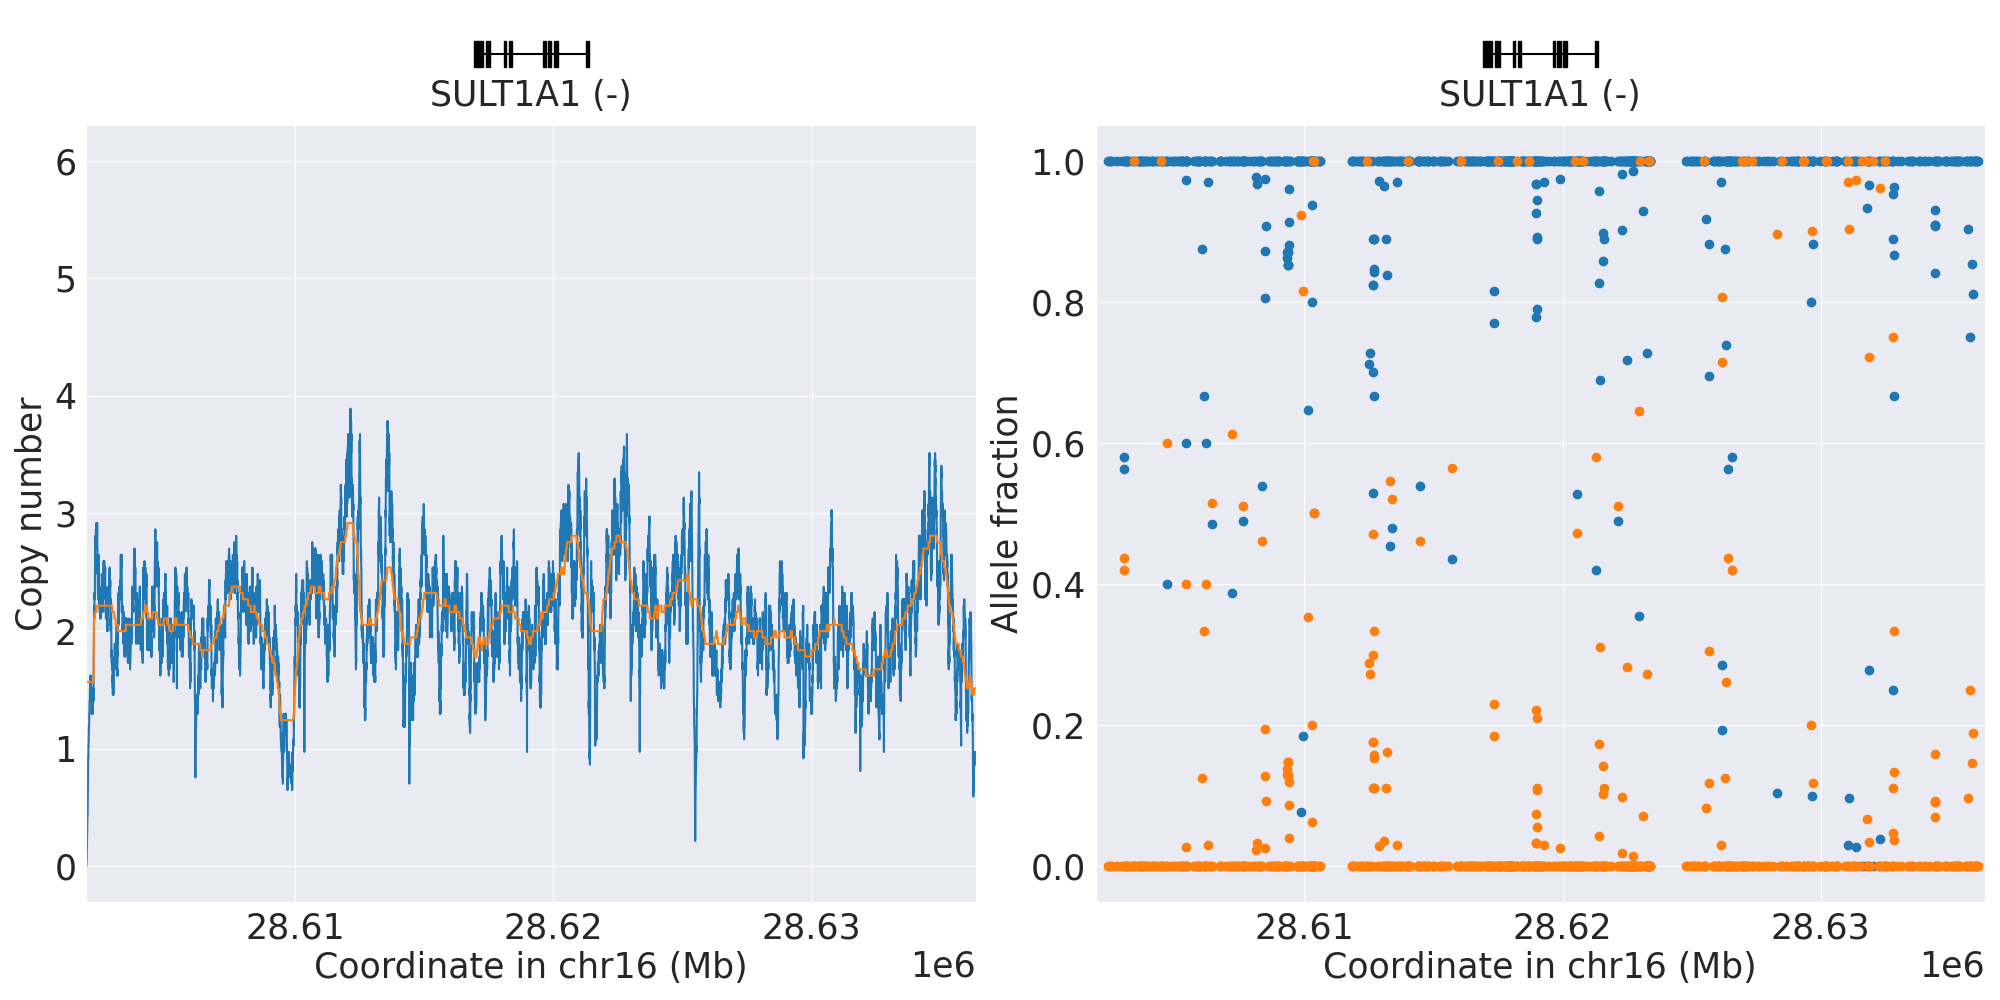 SULT1A1 (-)
SULT1A1 (-)
6
5
4
3
2
1
0
Copy number
28.61
28.62
28.63
Coordinate in chr16 (Mb)
1e6
1.0
0.8
0.6
0.4
0.2
0.0
Allele fraction
28.61
28.62
28.63
Coordinate in chr16 (Mb)
1e6